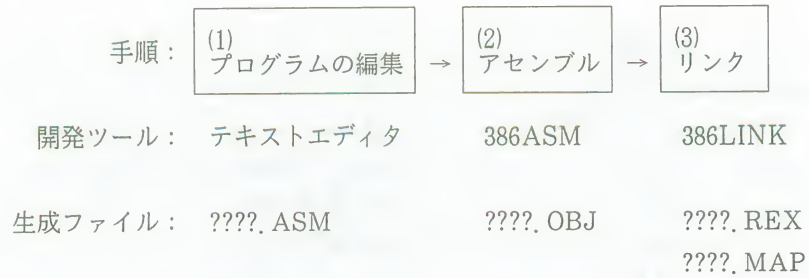 手順： (1) プログラムの編集 → (2) アセンブル → (3) リンク
開発ツール： テキストエディタ 386ASM 386LINK
生成ファイル： ????. ASM ????. OBJ ????. REX
????. MAP